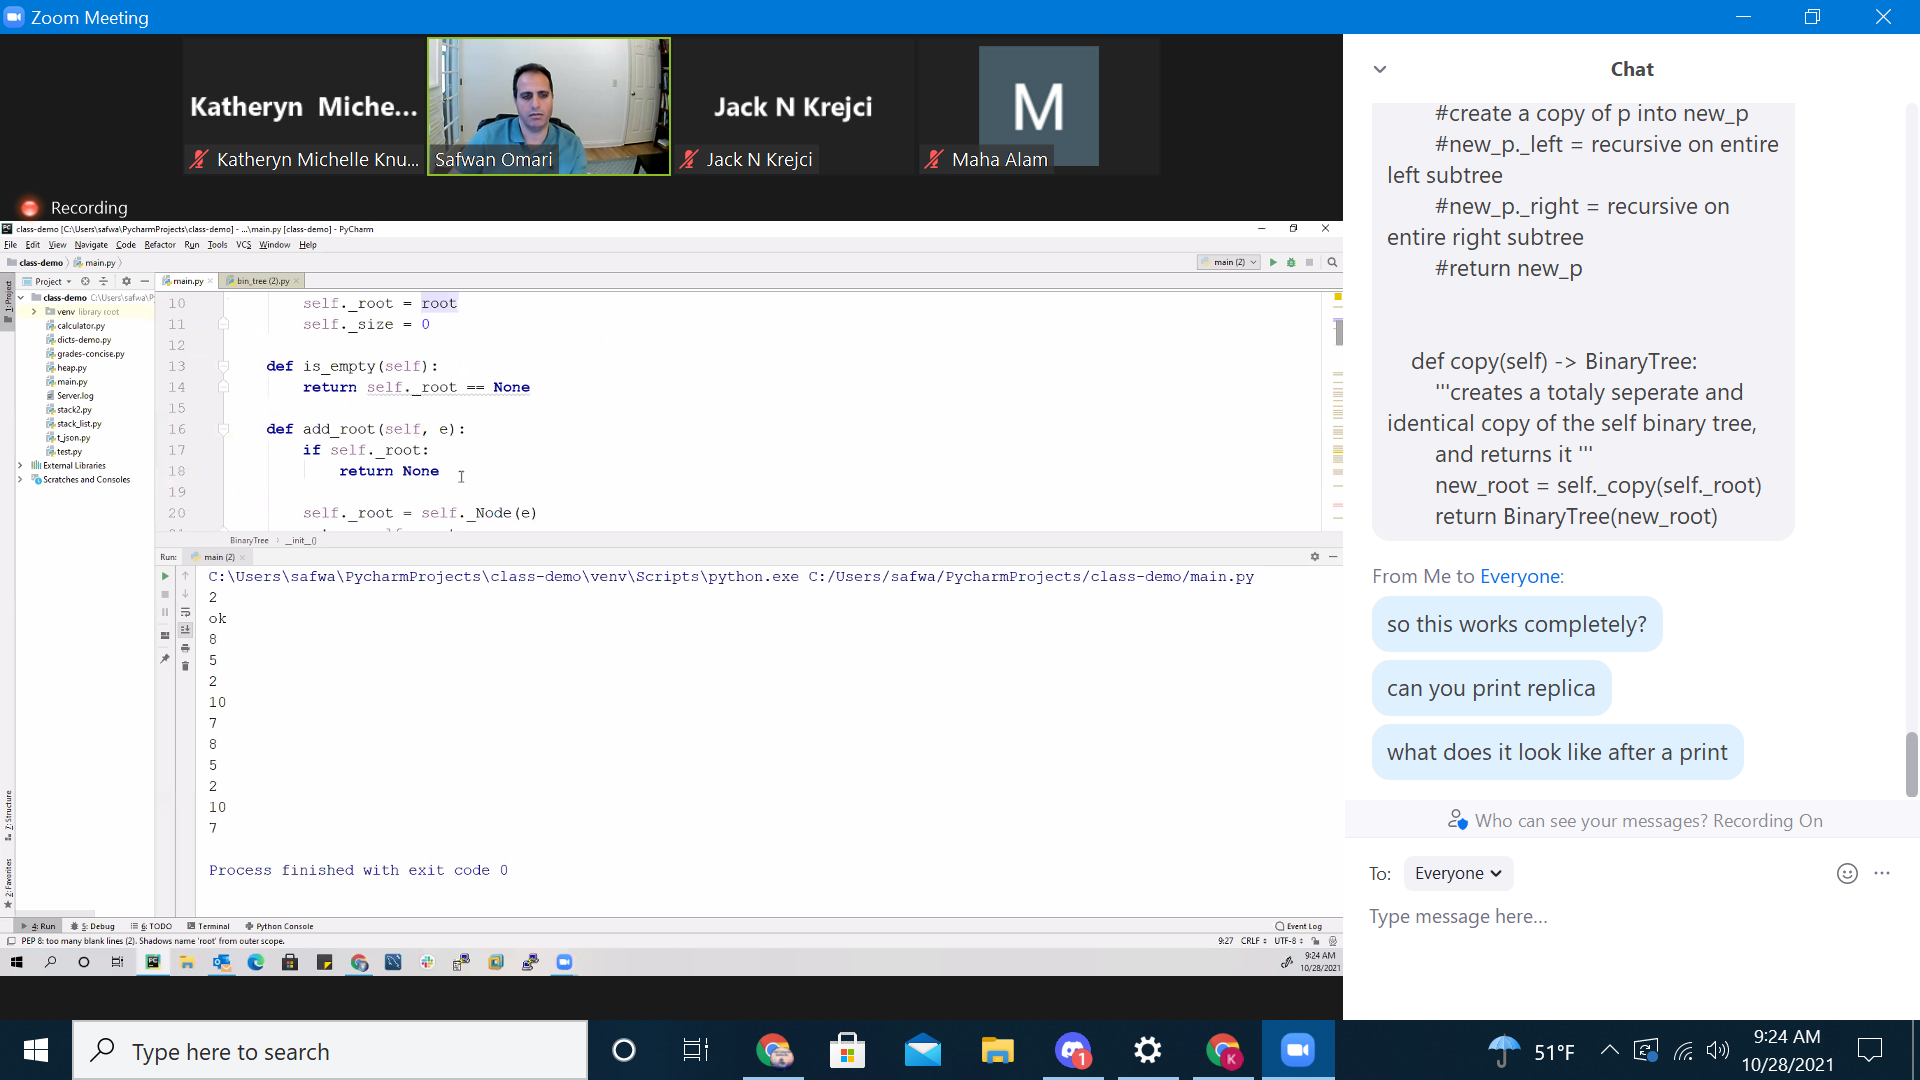 Zoom Meeting
Katheryn Miche...
Katheryn Michelle Knu...
Safwan Omari
Jack N Krejci
Jack N Krejci
M
Maha Alam
Recording
class-demo [C:\Users\safwa\PycharmProjects\class-demo] - ...\main.py [class-demo] - PyCharm
File Edit View Navigate Code Refactor Run Tools VCS Window Help
class-demo main.py
main (2)
1: Project
Project
main.py
bin_tree (2).py
class-demo C:\Users\safwa\P
venv library root
calculator.py
dicts-demo.py
grades-concise.py
heap.py
main.py
Server.log
stack2.py
stack_list.py
t_json.py
test.py
External Libraries
Scratches and Consoles
10 self._root = root
11 self._size = 0
12
13 def is_empty(self):
14 return self._root == None
15
16 def add_root(self, e):
17 if self._root:
18 return None
19
20 self._root = self._Node(e)
BinaryTree __init__()
Run: main (2)
C:\Users\safwa\PycharmProjects\class-demo\venv\Scripts\python.exe C:/Users/safwa/PycharmProjects/class-demo/main.py
2
ok
8
5
2
10
7
8
5
2
10
7
Process finished with exit code 0
7: Structure
2: Favorites
4: Run 5: Debug 6: TODO Terminal Python Console
Event Log
PEP 8: too many blank lines (2). Shadows name 'root' from outer scope.
9:27 CRLF UTF-8
9:24 AM
10/28/2021
Chat
#create a copy of p into new_p
#new_p._left = recursive on entire
left subtree
#new_p._right = recursive on
entire right subtree
#return new_p
def copy(self) -> BinaryTree:
'''creates a totaly seperate and
identical copy of the self binary tree,
and returns it '''
new_root = self._copy(self._root)
return BinaryTree(new_root)
From Me to Everyone:
so this works completely?
can you print replica
what does it look like after a print
Who can see your messages? Recording On
To: Everyone
Type message here...
Type here to search
1
K
51°F
9:24 AM
10/28/2021